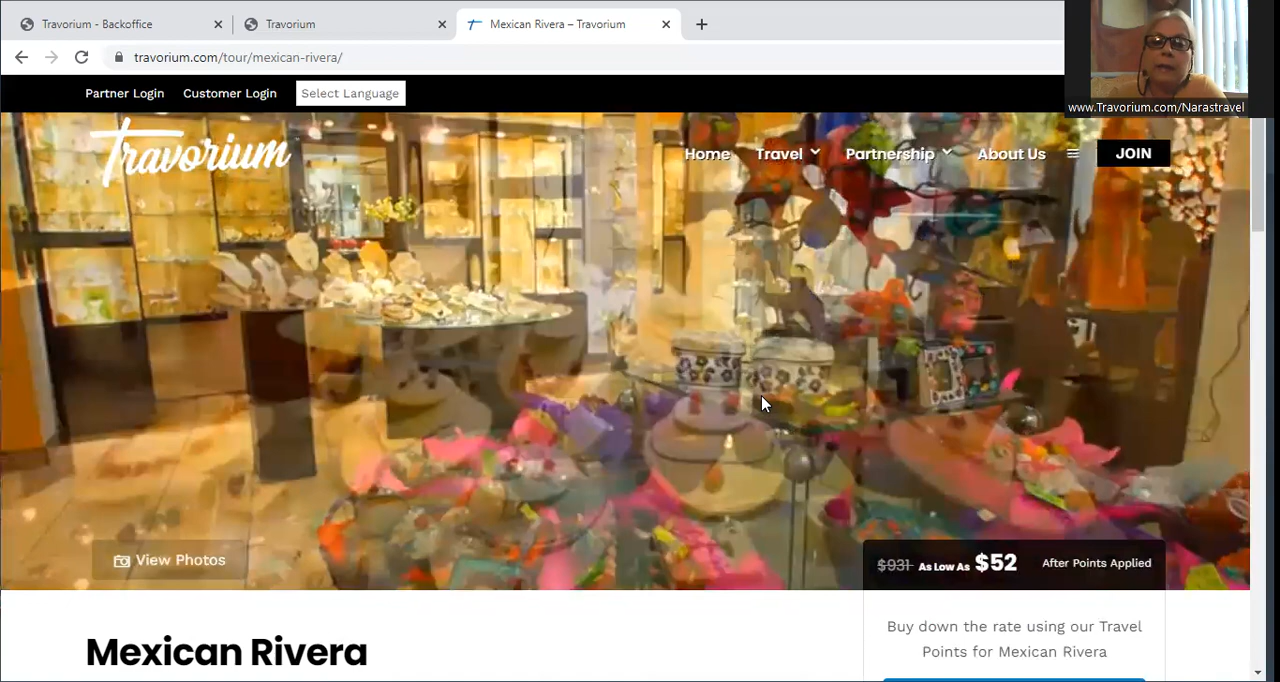 Travorium - Backoffice
Travorium
Mexican Rivera – Travorium
travorium.com/tour/mexican-rivera/
www.Travorium.com/Narastravel
Partner Login Customer Login Select Language
Travorium
Home Travel Partnership About Us JOIN
View Photos
$931 As Low As $52 After Points Applied
Mexican Rivera
Buy down the rate using our Travel
Points for Mexican Rivera